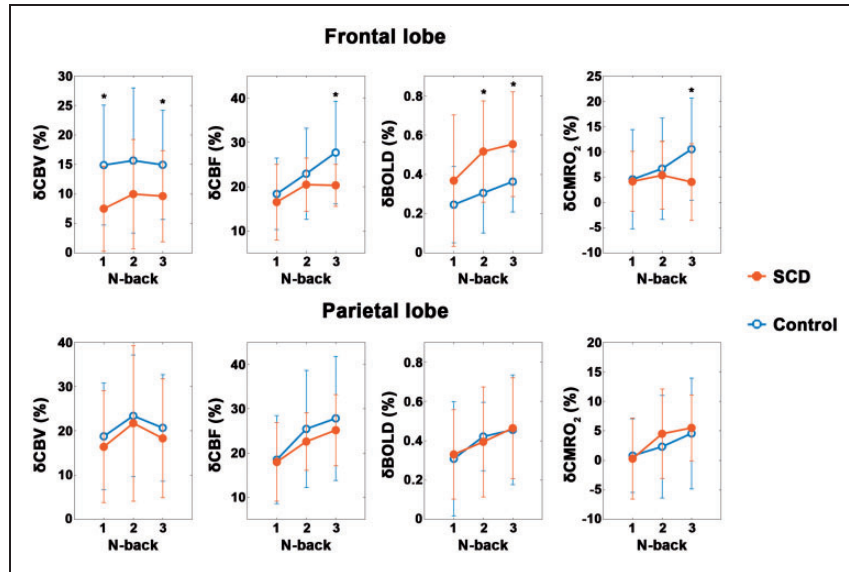 Frontal lobe
δCBV (%)
30
25
20
15
10
5
0
*
*
1 2 3
N-back
δCBF (%)
40
30
20
10
*
1 2 3
N-back
δBOLD (%)
0.8
0.6
0.4
0.2
0
*
*
1 2 3
N-back
δCMRO₂ (%)
25
20
15
10
5
0
-5
-10
*
1 2 3
N-back
SCD
Control
Parietal lobe
δCBV (%)
40
30
20
10
0
1 2 3
N-back
δCBF (%)
40
30
20
10
1 2 3
N-back
δBOLD (%)
0.8
0.6
0.4
0.2
0
1 2 3
N-back
δCMRO₂ (%)
20
15
10
5
0
-5
-10
1 2 3
N-back